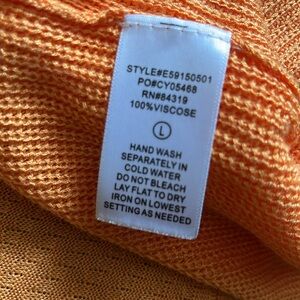 STYLE#E59150501
PO#CY05468
RN#84319
100%VISCOSE
L
HAND WASH
SEPARATELY IN
COLD WATER
DO NOT BLEACH
LAY FLAT TO DRY
IRON ON LOWEST
SETTING AS NEEDED